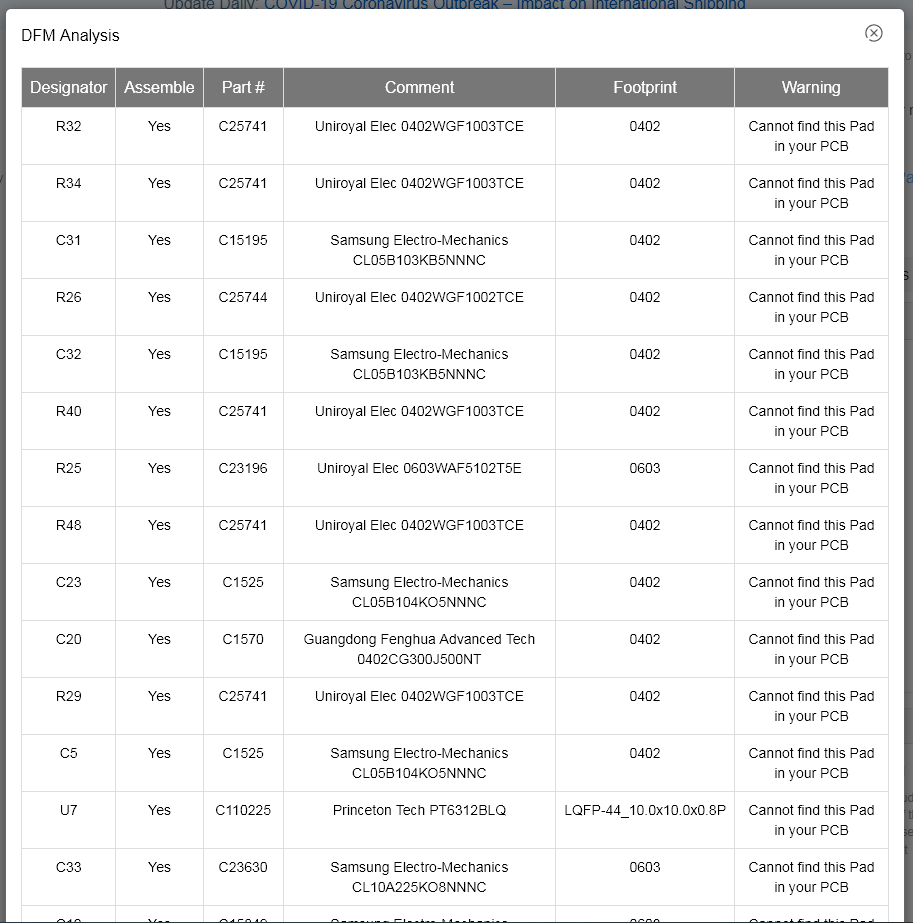 Update Daily: COVID-19 Coronavirus Outbreak – Impact on International Shipping
DFM Analysis
Designator Assemble Part # Comment Footprint Warning
R32 Yes C25741 Uniroyal Elec 0402WGF1003TCE 0402 Cannot find this Pad
in your PCB
R34 Yes C25741 Uniroyal Elec 0402WGF1003TCE 0402 Cannot find this Pad
in your PCB
C31 Yes C15195 Samsung Electro-Mechanics 0402 Cannot find this Pad
CL05B103KB5NNNC in your PCB
R26 Yes C25744 Uniroyal Elec 0402WGF1002TCE 0402 Cannot find this Pad
in your PCB
C32 Yes C15195 Samsung Electro-Mechanics 0402 Cannot find this Pad
CL05B103KB5NNNC in your PCB
R40 Yes C25741 Uniroyal Elec 0402WGF1003TCE 0402 Cannot find this Pad
in your PCB
R25 Yes C23196 Uniroyal Elec 0603WAF5102T5E 0603 Cannot find this Pad
in your PCB
R48 Yes C25741 Uniroyal Elec 0402WGF1003TCE 0402 Cannot find this Pad
in your PCB
C23 Yes C1525 Samsung Electro-Mechanics 0402 Cannot find this Pad
CL05B104KO5NNNC in your PCB
C20 Yes C1570 Guangdong Fenghua Advanced Tech 0402 Cannot find this Pad
0402CG300J500NT in your PCB
R29 Yes C25741 Uniroyal Elec 0402WGF1003TCE 0402 Cannot find this Pad
in your PCB
C5 Yes C1525 Samsung Electro-Mechanics 0402 Cannot find this Pad
CL05B104KO5NNNC in your PCB
U7 Yes C110225 Princeton Tech PT6312BLQ LQFP-44_10.0x10.0x0.8P Cannot find this Pad
in your PCB
C33 Yes C23630 Samsung Electro-Mechanics 0603 Cannot find this Pad
CL10A225KO8NNNC in your PCB
Yes Samsung Electro-Mechanics Cannot find this Pad